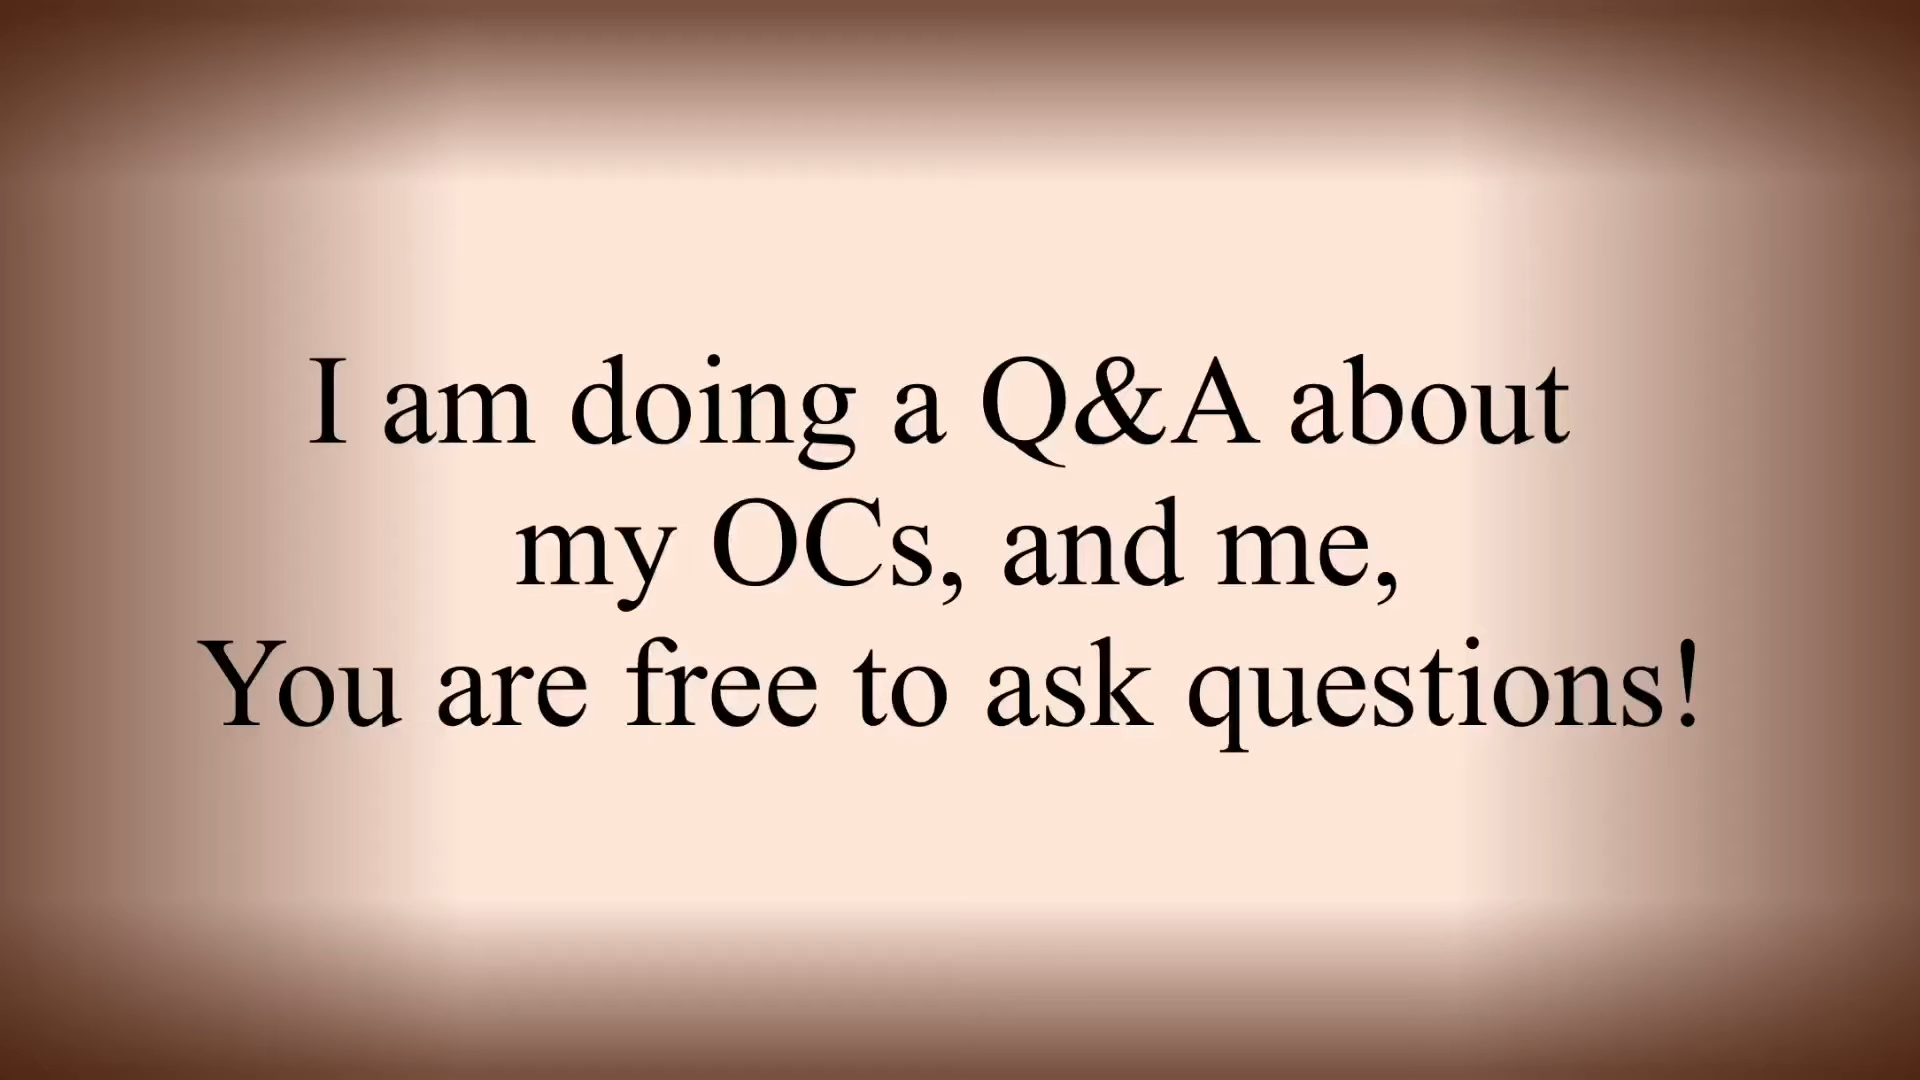 I am doing a Q&A about
my OCs, and me,
You are free to ask questions!